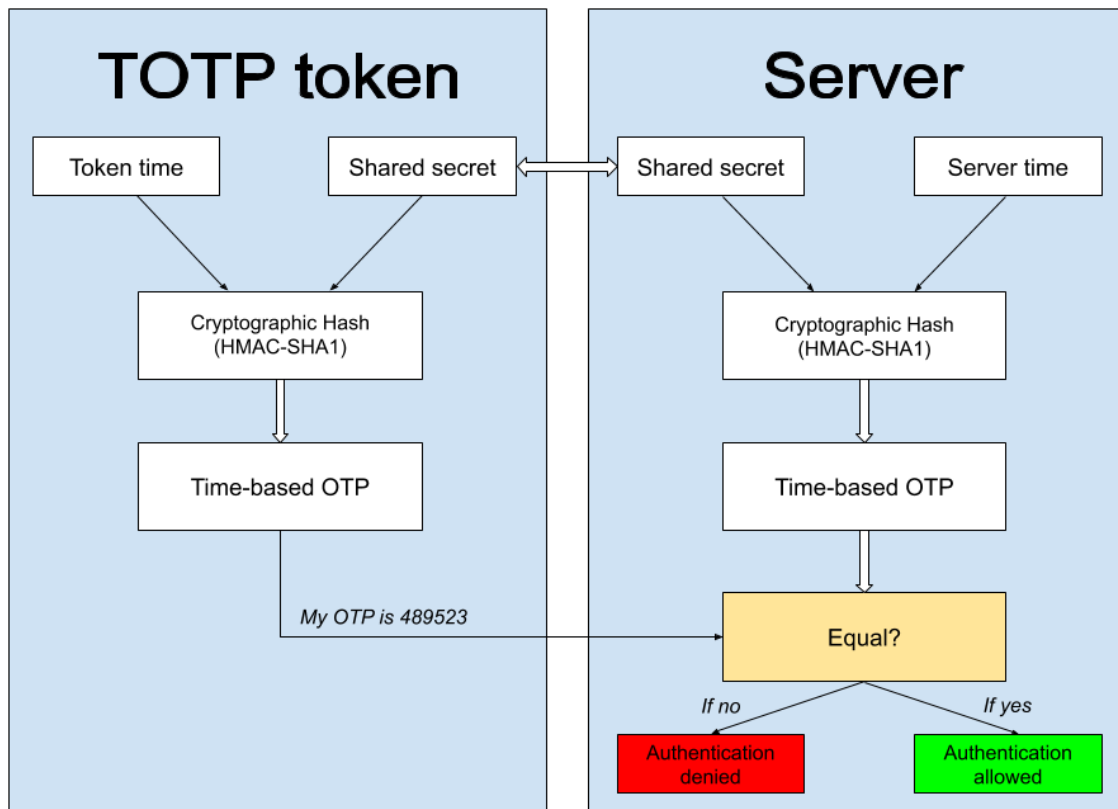 TOTP token
Token time
Shared secret
Cryptographic Hash
(HMAC-SHA1)
Time-based OTP
My OTP is 489523
Server
Shared secret
Server time
Cryptographic Hash
(HMAC-SHA1)
Time-based OTP
Equal?
If no
If yes
Authentication
denied
Authentication
allowed